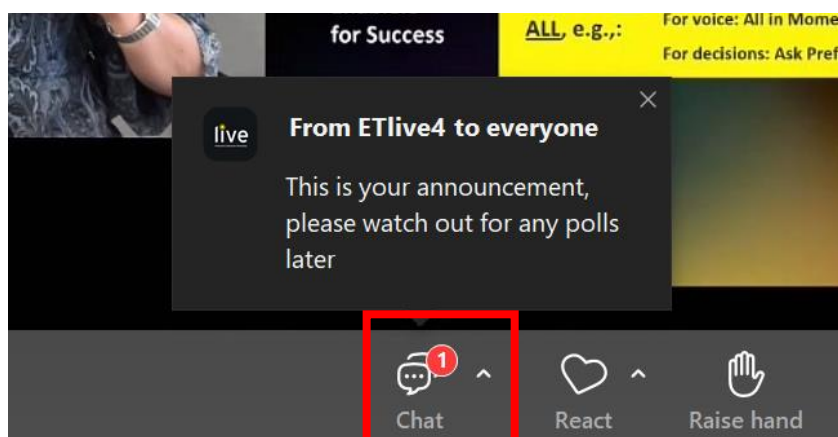 for Success
ALL, e.g.,:
For voice: All in Mome
For decisions: Ask Pref
live
From ETlive4 to everyone
This is your announcement,
please watch out for any polls
later
1
Chat
React
Raise hand